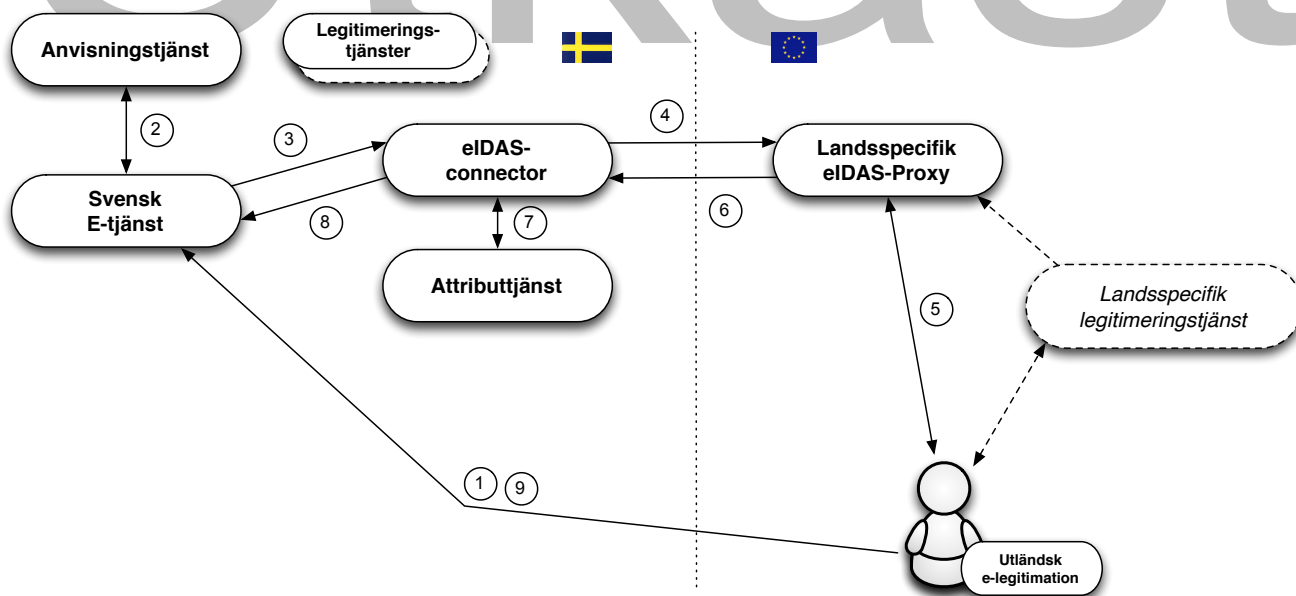 Anvisningstjänst
Legitimerings-
tjänster
2
3
4
eIDAS-
connector
Landsspecifik
eIDAS-Proxy
Svensk
E-tjänst
8
7
6
Attributtjänst
5
Landsspecifik
legitimeringstjänst
1
9
Utländsk
e-legitimation